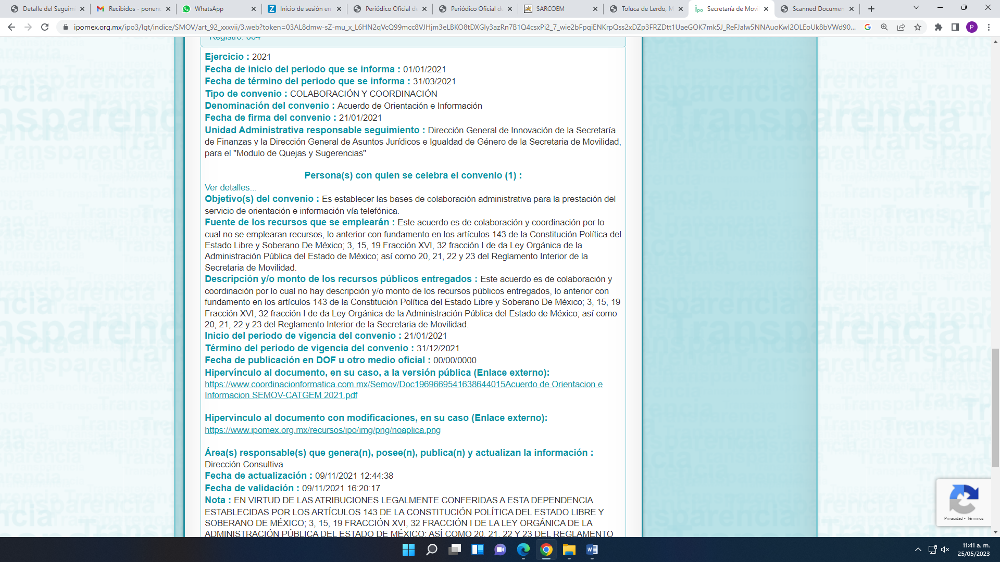 Detalle del Seguim
Recibidos - ponenc
WhatsApp
Inicio de sesión en
Periódico Oficial de
Periódico Oficial de
SARCOEM
Toluca de Lerdo, M
Secretaría de Movi
Scanned Documen
ipomex.org.mx/ipo3/lgt/indice/SMOV/art_92_xxxvii/3.web?token=03AL8dmw-sZ-mu_x_L6HN2qVcQ99mcc8VJHjm3eLBKO8tDXGly3azRn7B1Q4csxPi2_7_wie2bFpqiENKrpQss2xDZp3FRZDtt1UaeGOK7mk5J_ReFJalw5NNAuoKwI2OLEoUk8bVWd90...
Registro: 004
Ejercicio : 2021
Fecha de inicio del periodo que se informa : 01/01/2021
Fecha de término del periodo que se informa : 31/03/2021
Tipo de convenio : COLABORACIÓN Y COORDINACIÓN
Denominación del convenio : Acuerdo de Orientación e Información
Fecha de firma del convenio : 21/01/2021
Unidad Administrativa responsable seguimiento : Dirección General de Innovación de la Secretaría
de Finanzas y la Dirección General de Asuntos Jurídicos e Igualdad de Género de la Secretaria de Movilidad,
para el "Modulo de Quejas y Sugerencias"
Persona(s) con quien se celebra el convenio (1) :
Ver detalles...
Objetivo(s) del convenio : Es establecer las bases de colaboración administrativa para la prestación del
servicio de orientación e información vía telefónica.
Fuente de los recursos que se emplearán : Este acuerdo es de colaboración y coordinación por lo
cual no se emplearan recursos, lo anterior con fundamento en los artículos 143 de la Constitución Política del
Estado Libre y Soberano De México; 3, 15, 19 Fracción XVI, 32 fracción I de da Ley Orgánica de la
Administración Pública del Estado de México; así como 20, 21, 22 y 23 del Reglamento Interior de la
Secretaria de Movilidad.
Descripción y/o monto de los recursos públicos entregados : Este acuerdo es de colaboración y
coordinación por lo cual no hay descripción y/o monto de los recursos públicos entregados, lo anterior con
fundamento en los artículos 143 de la Constitución Política del Estado Libre y Soberano De México; 3, 15, 19
Fracción XVI, 32 fracción I de da Ley Orgánica de la Administración Pública del Estado de México; así como
20, 21, 22 y 23 del Reglamento Interior de la Secretaria de Movilidad.
Inicio del periodo de vigencia del convenio : 21/01/2021
Término del periodo de vigencia del convenio : 31/12/2021
Fecha de publicación en DOF u otro medio oficial : 00/00/0000
Hipervínculo al documento, en su caso, a la versión pública (Enlace externo):
https://www.coordinacionformatica.com.mx/Semov/Doc1969669541638644015Acuerdo de Orientacion e
Informacion SEMOV-CATGEM 2021.pdf
Hipervínculo al documento con modificaciones, en su caso (Enlace externo):
https://www.ipomex.org.mx/recursos/ipo/img/png/noaplica.png
Área(s) responsable(s) que genera(n), posee(n), publica(n) y actualizan la información :
Dirección Consultiva
Fecha de actualización : 09/11/2021 12:44:38
Fecha de validación : 09/11/2021 16:20:17
Nota : EN VIRTUD DE LAS ATRIBUCIONES LEGALMENTE CONFERIDAS A ESTA DEPENDENCIA
ESTABLECIDAS POR LOS ARTÍCULOS 143 DE LA CONSTITUCIÓN POLÍTICA DEL ESTADO LIBRE Y
SOBERANO DE MÉXICO; 3, 15, 19 FRACCIÓN XVI, 32 FRACCIÓN I DE LA LEY ORGÁNICA DE LA
ADMINISTRACIÓN PÚBLICA DEL ESTADO DE MÉXICO; ASÍ COMO 20, 21, 22 Y 23 DEL REGLAMENTO
Privacidad - Términos
11:41 a. m.
25/05/2023